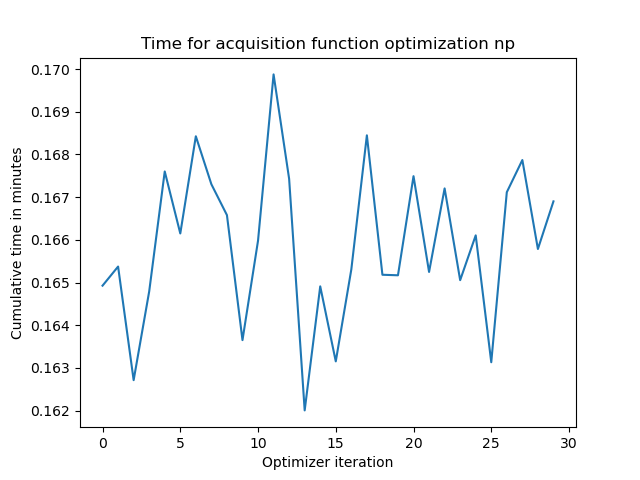 Time for acquisition function optimization np
Cumulative time in minutes
0.170
0.169
0.168
0.167
0.166
0.165
0.164
0.163
0.162
0 5 10 15 20 25 30
Optimizer iteration